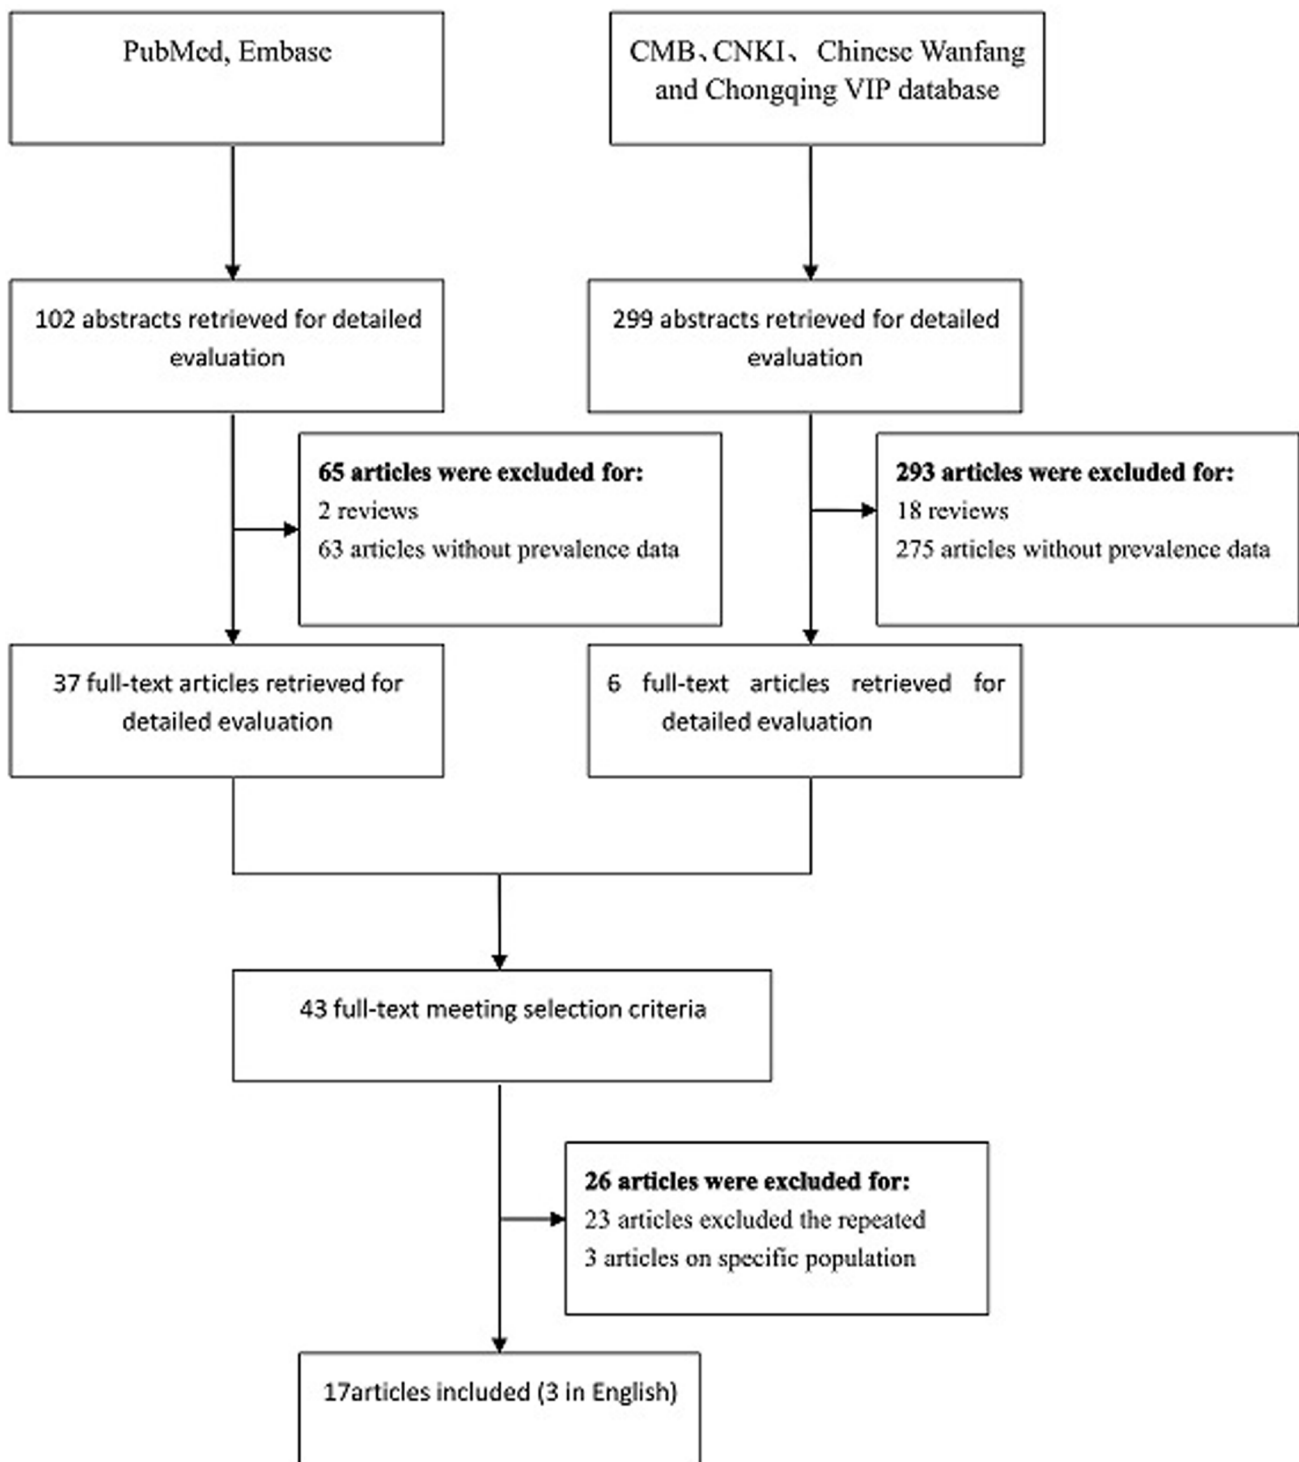 PubMed, Embase
CMB、CNKI、 Chinese Wanfang
and Chongqing VIP database
102 abstracts retrieved for detailed
evaluation
299 abstracts retrieved for detailed
evaluation
65 articles were excluded for:
2 reviews
63 articles without prevalence data
293 articles were excluded for:
18 reviews
275 articles without prevalence data
37 full-text articles retrieved for
detailed evaluation
6 full-text articles retrieved for
detailed evaluation
43 full-text meeting selection criteria
26 articles were excluded for:
23 articles excluded the repeated
3 articles on specific population
17articles included (3 in English)